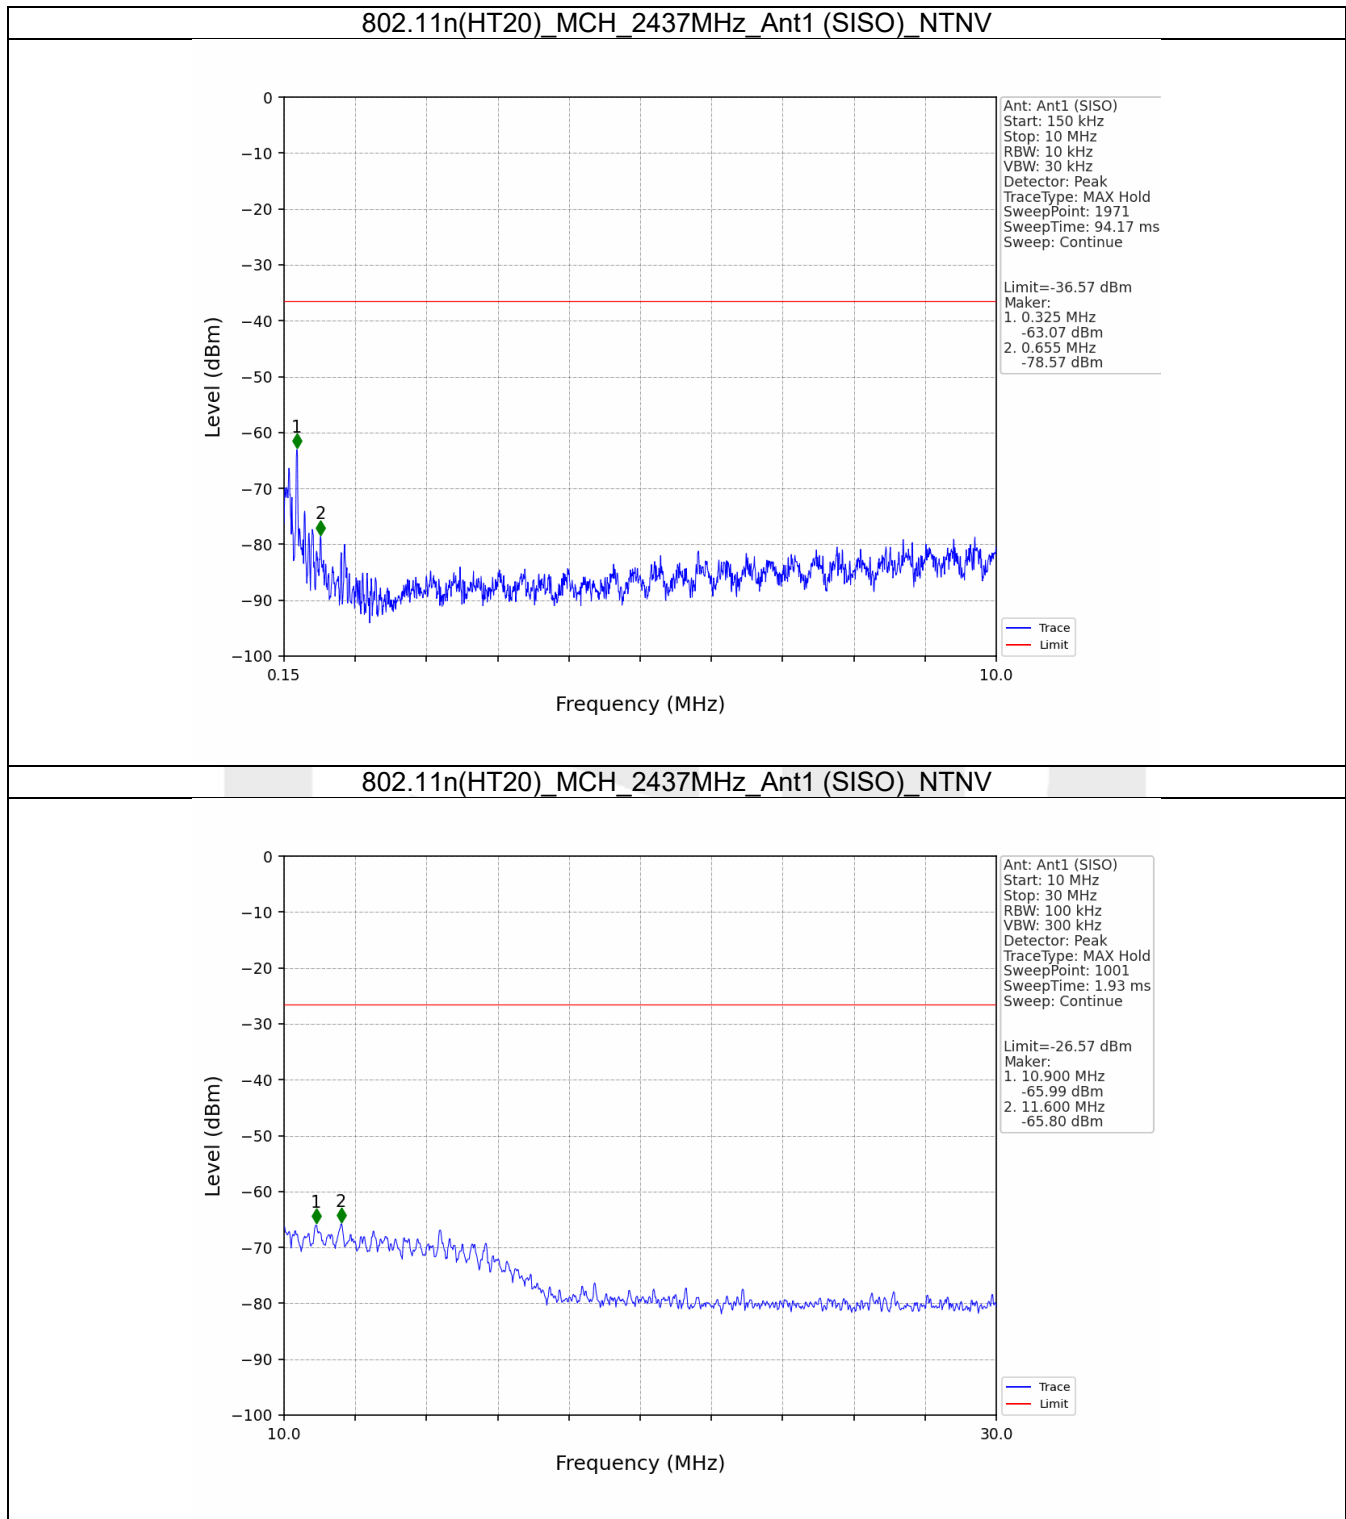 802.11n(HT20)_MCH_2437MHz_Ant1 (SISO)_NTNV
0
−10
−20
−30
−40
−50
−60
−70
−80
−90
−100
Level (dBm)
1
2
0.15
10.0
Frequency (MHz)
Ant: Ant1 (SISO)
Start: 150 kHz
Stop: 10 MHz
RBW: 10 kHz
VBW: 30 kHz
Detector: Peak
TraceType: MAX Hold
SweepPoint: 1971
SweepTime: 94.17 ms
Sweep: Continue
Limit=-36.57 dBm
Maker:
1. 0.325 MHz
-63.07 dBm
2. 0.655 MHz
-78.57 dBm
Trace
Limit
802.11n(HT20)_MCH_2437MHz_Ant1 (SISO)_NTNV
0
−10
−20
−30
−40
−50
−60
−70
−80
−90
−100
Level (dBm)
1
2
10.0
30.0
Frequency (MHz)
Ant: Ant1 (SISO)
Start: 10 MHz
Stop: 30 MHz
RBW: 100 kHz
VBW: 300 kHz
Detector: Peak
TraceType: MAX Hold
SweepPoint: 1001
SweepTime: 1.93 ms
Sweep: Continue
Limit=-26.57 dBm
Maker:
1. 10.900 MHz
-65.99 dBm
2. 11.600 MHz
-65.80 dBm
Trace
Limit